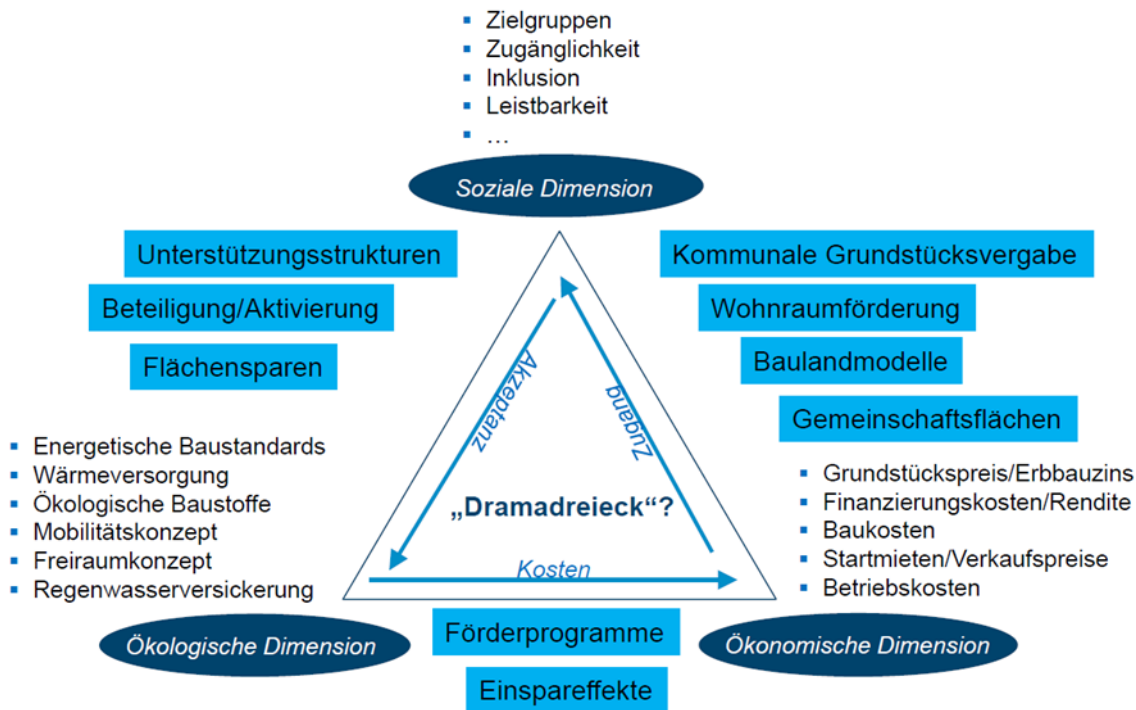 ▪ Zielgruppen
▪ Zugänglichkeit
▪ Inklusion
▪ Leistbarkeit
▪ …
Soziale Dimension
Unterstützungsstrukturen
Beteiligung/Aktivierung
Flächensparen
Kommunale Grundstücksvergabe
Wohnraumförderung
Baulandmodelle
Gemeinschaftsflächen
Akzeptanz
Zugang
„Dramadreieck“?
Kosten
▪ Energetische Baustandards
▪ Wärmeversorgung
▪ Ökologische Baustoffe
▪ Mobilitätskonzept
▪ Freiraumkonzept
▪ Regenwasserversickerung
▪ Grundstückspreis/Erbbauzins
▪ Finanzierungskosten/Rendite
▪ Baukosten
▪ Startmieten/Verkaufspreise
▪ Betriebskosten
Ökologische Dimension
Förderprogramme
Einspareffekte
Ökonomische Dimension